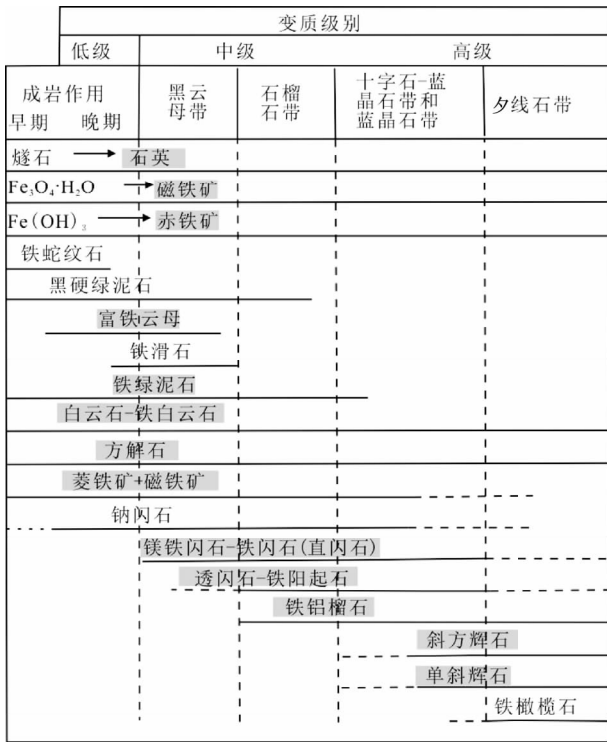 变质级别
低级 中级 高级
成岩作用
早期 晚期
黑云
母带
石榴
石带
十字石-蓝
晶石带和
蓝晶石带
夕线石带
燧石 石英
Fe₃O₄·H₂O 磁铁矿
Fe(OH)₃ 赤铁矿
铁蛇纹石
黑硬绿泥石
富铁云母
铁滑石
铁绿泥石
白云石-铁白云石
方解石
菱铁矿+磁铁矿
钠闪石
镁铁闪石-铁闪石(直闪石)
透闪石-铁阳起石
铁铝榴石
斜方辉石
单斜辉石
铁橄榄石